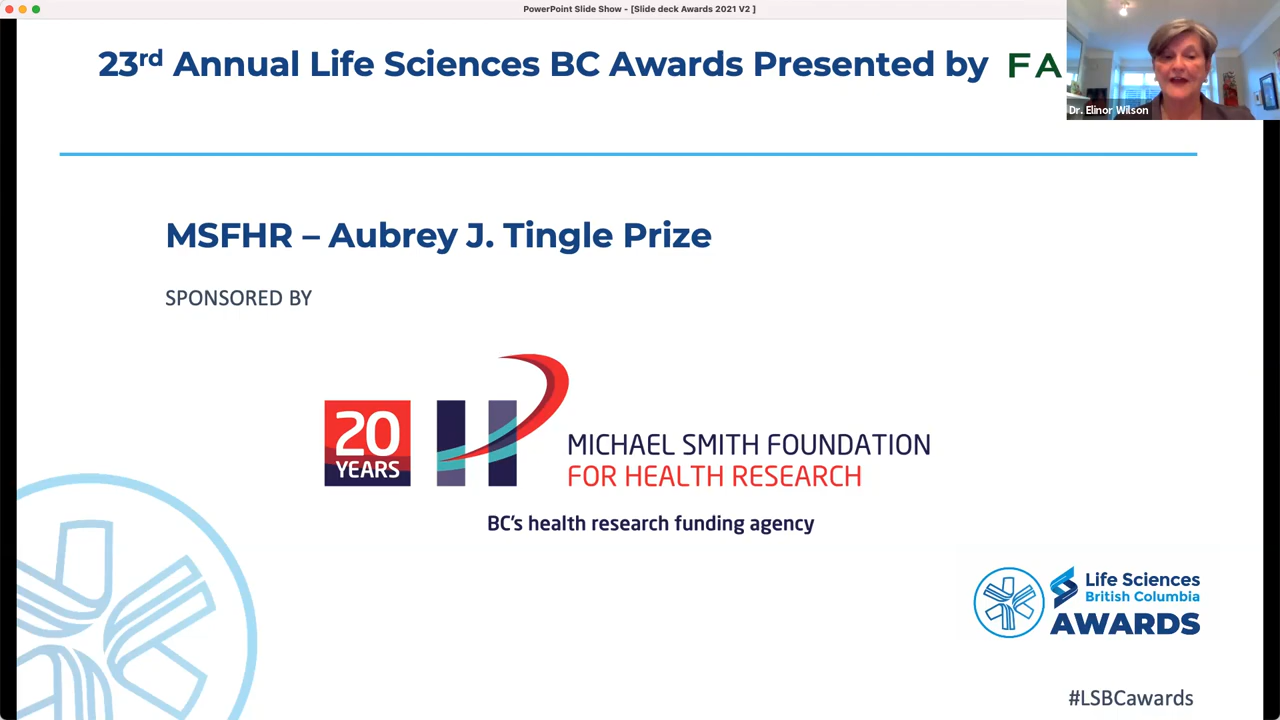 PowerPoint Slide Show - [Slide deck Awards 2021 V2 ]
23rd Annual Life Sciences BC Awards Presented by FA
Dr. Elinor Wilson
MSFHR – Aubrey J. Tingle Prize
SPONSORED BY
20
YEARS
MICHAEL SMITH FOUNDATION
FOR HEALTH RESEARCH
BC's health research funding agency
Life Sciences
British Columbia
AWARDS
#LSBCawards